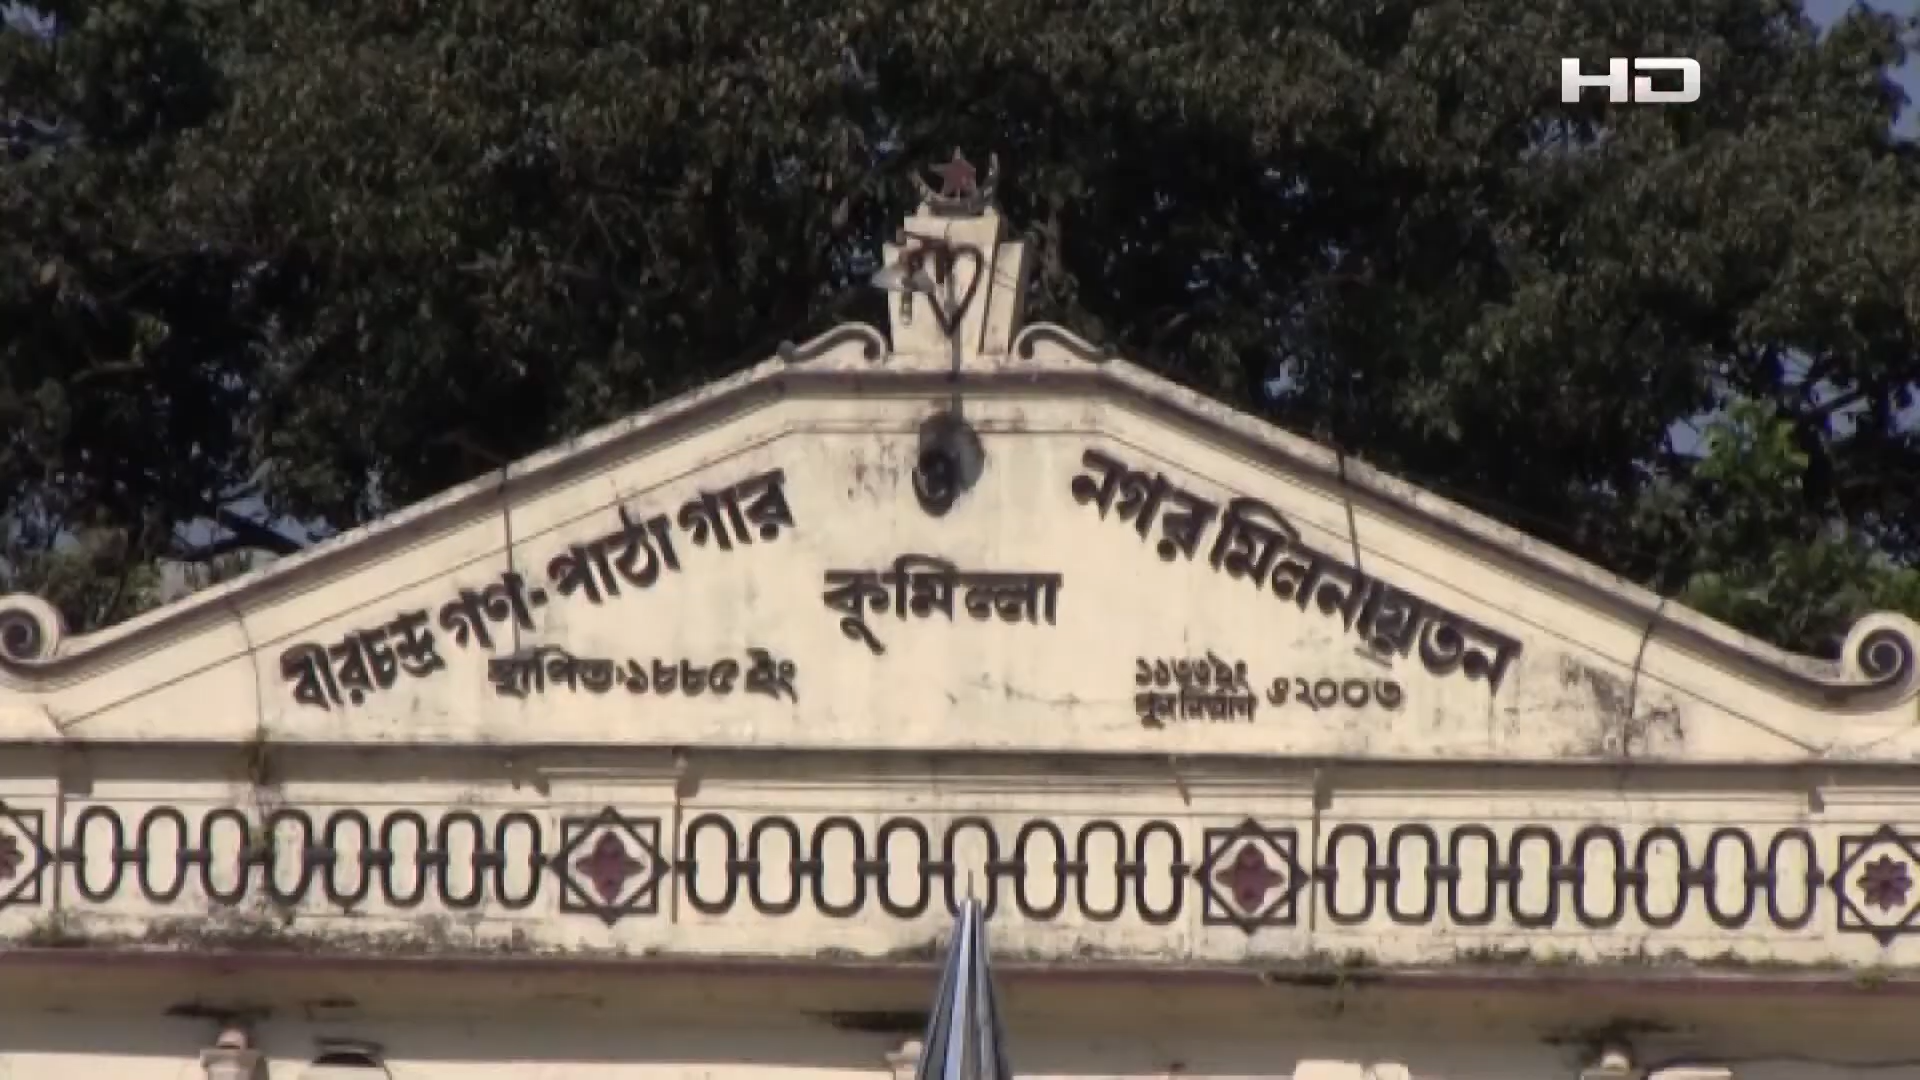 HD
বীরচন্দ্র গণ-পাঠাগার
ও
নগর মিলনায়তন
কুমিল্লা
স্থাপিত-১৮৮৫ ইং
পুনর্নির্মাণ ২০০৩